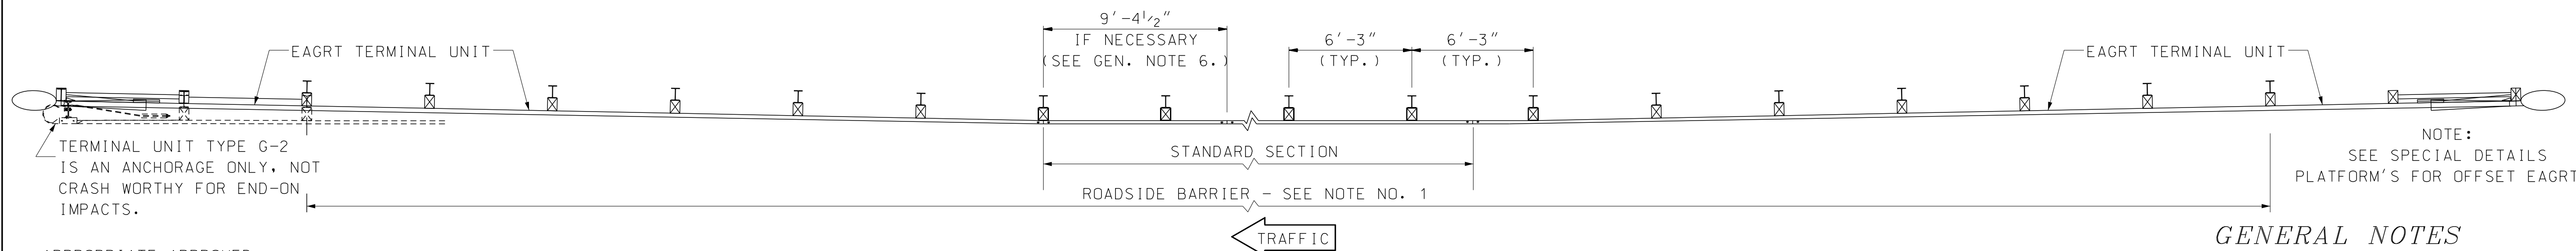 9'-4 1/2"
IF NECESSARY
(SEE GEN. NOTE 6.)
6'-3"
(TYP.)
6'-3"
(TYP.)
EAGRT TERMINAL UNIT
EAGRT TERMINAL UNIT
TERMINAL UNIT TYPE G-2
IS AN ANCHORAGE ONLY, NOT
CRASH WORTHY FOR END-ON
IMPACTS.
STANDARD SECTION
ROADSIDE BARRIER - SEE NOTE NO. 1
TRAFFIC
NOTE:
SEE SPECIAL DETAILS
PLATFORM'S FOR OFFSET EAGRT
GENERAL NOTES